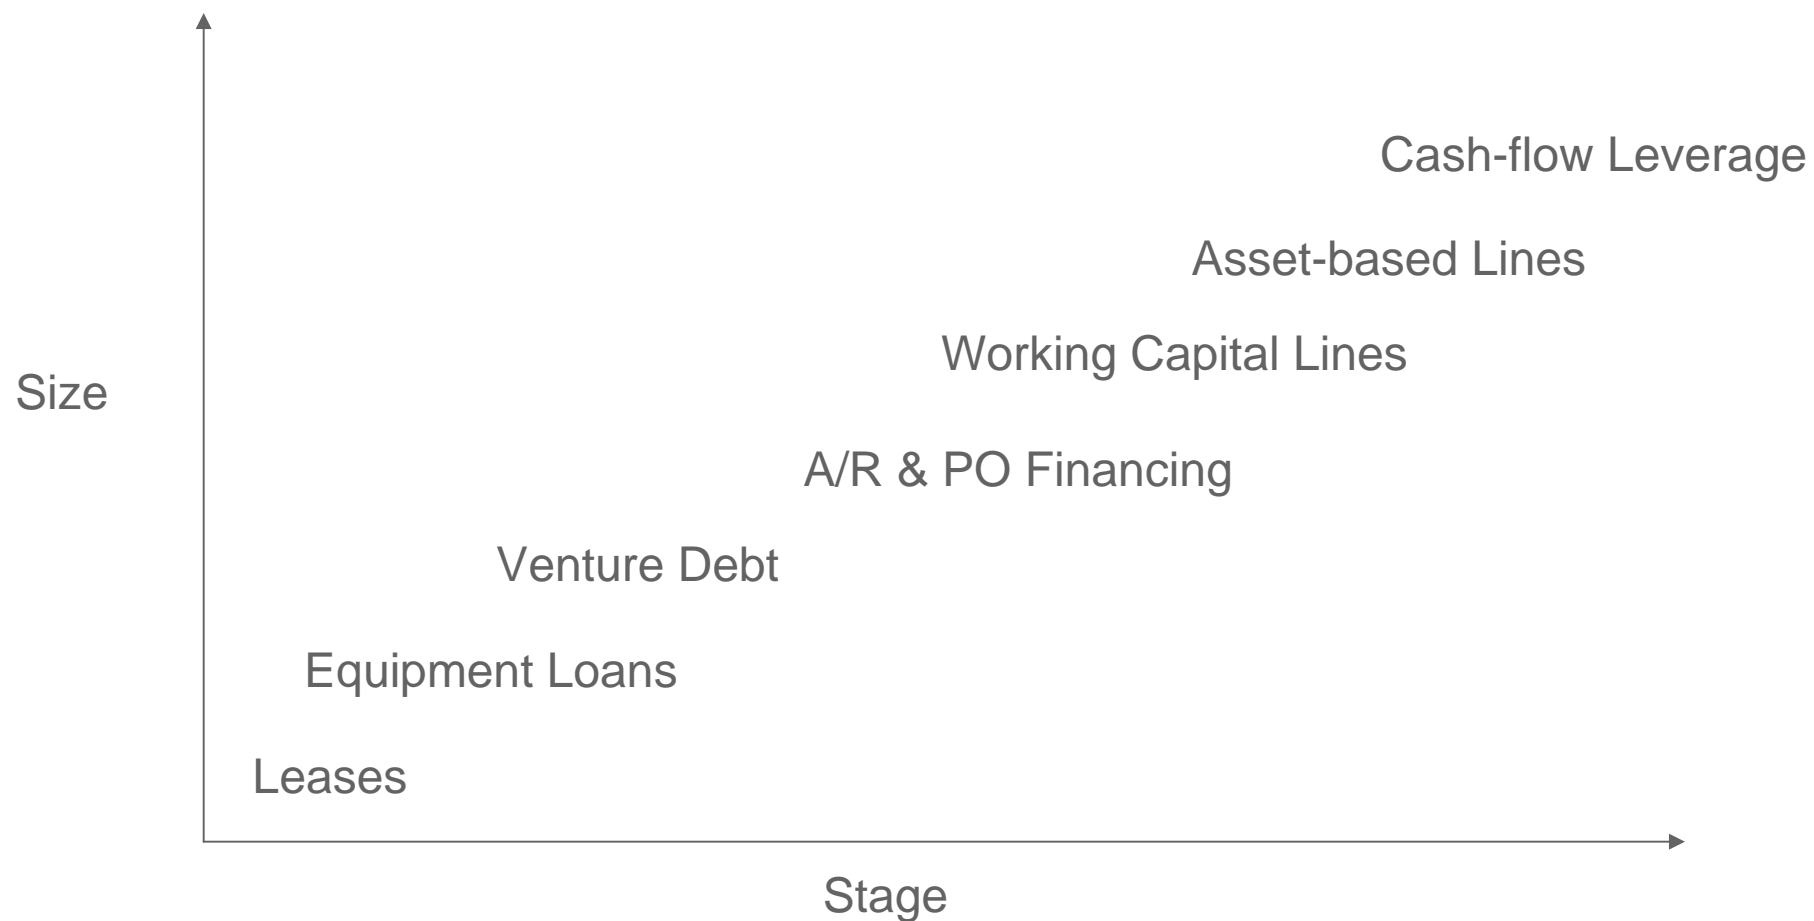 Cash-flow Leverage
Asset-based Lines
Working Capital Lines
Size
A/R & PO Financing
Venture Debt
Equipment Loans
Leases
Stage